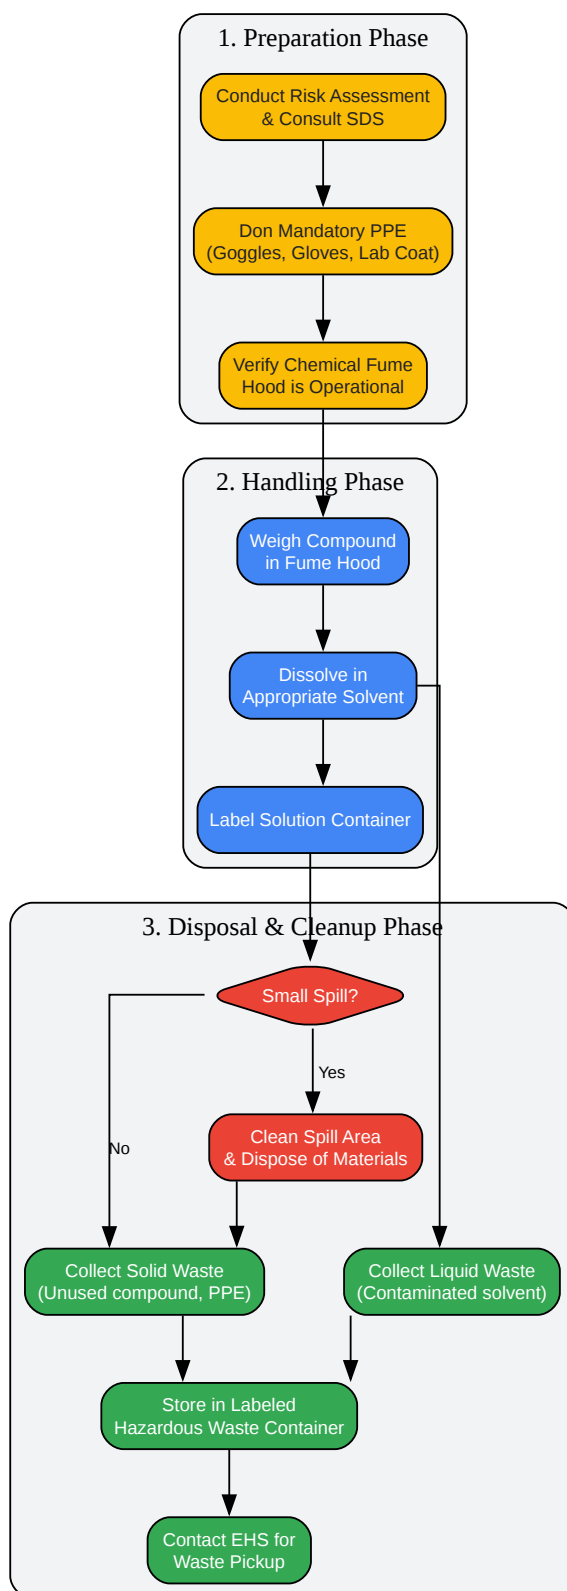 1. Preparation Phase
Conduct Risk Assessment
& Consult SDS
Don Mandatory PPE
(Goggles, Gloves, Lab Coat)
Verify Chemical Fume
Hood is Operational
2. Handling Phase
Weigh Compound
in Fume Hood
Dissolve in
Appropriate Solvent
Label Solution Container
3. Disposal & Cleanup Phase
Small Spill?
Yes
No
Clean Spill Area
& Dispose of Materials
Collect Solid Waste
(Unused compound, PPE)
Collect Liquid Waste
(Contaminated solvent)
Store in Labeled
Hazardous Waste Container
Contact EHS for
Waste Pickup